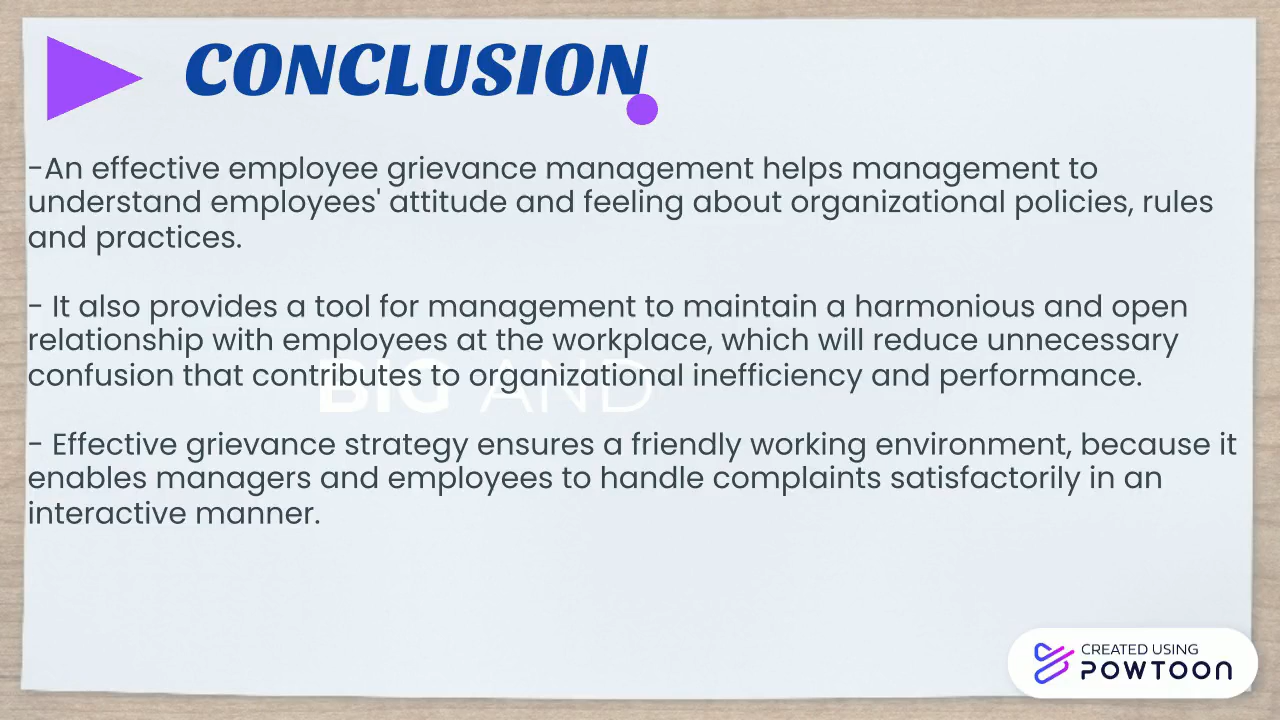 CONCLUSION
-An effective employee grievance management helps management to
understand employees' attitude and feeling about organizational policies, rules
and practices.
- It also provides a tool for management to maintain a harmonious and open
relationship with employees at the workplace, which will reduce unnecessary
confusion that contributes to organizational inefficiency and performance.
BIG AND
- Effective grievance strategy ensures a friendly working environment, because it
enables managers and employees to handle complaints satisfactorily in an
interactive manner.
CREATED USING
POWTOON